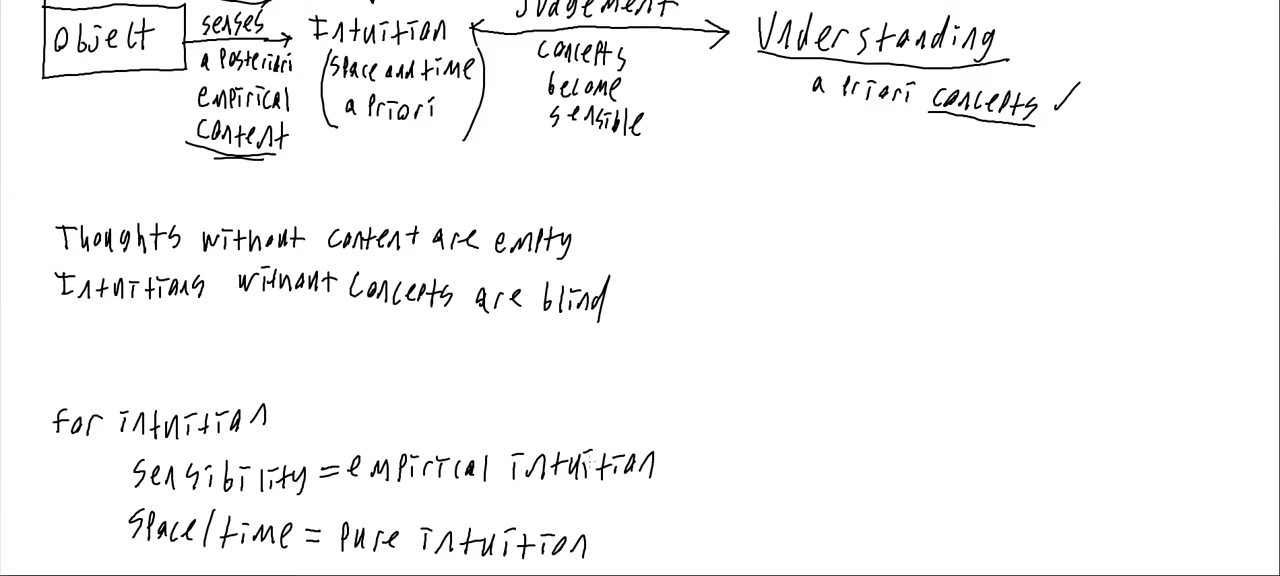 Judgement
Object senses Intuition Understanding
a posteriori (space and time concepts a priori concepts ✓
empirical a priori) become
content sensible
Thoughts without content are empty
Intuitions without concepts are blind
for intuition
sensibility = empirical intuition
space/time = pure intuition